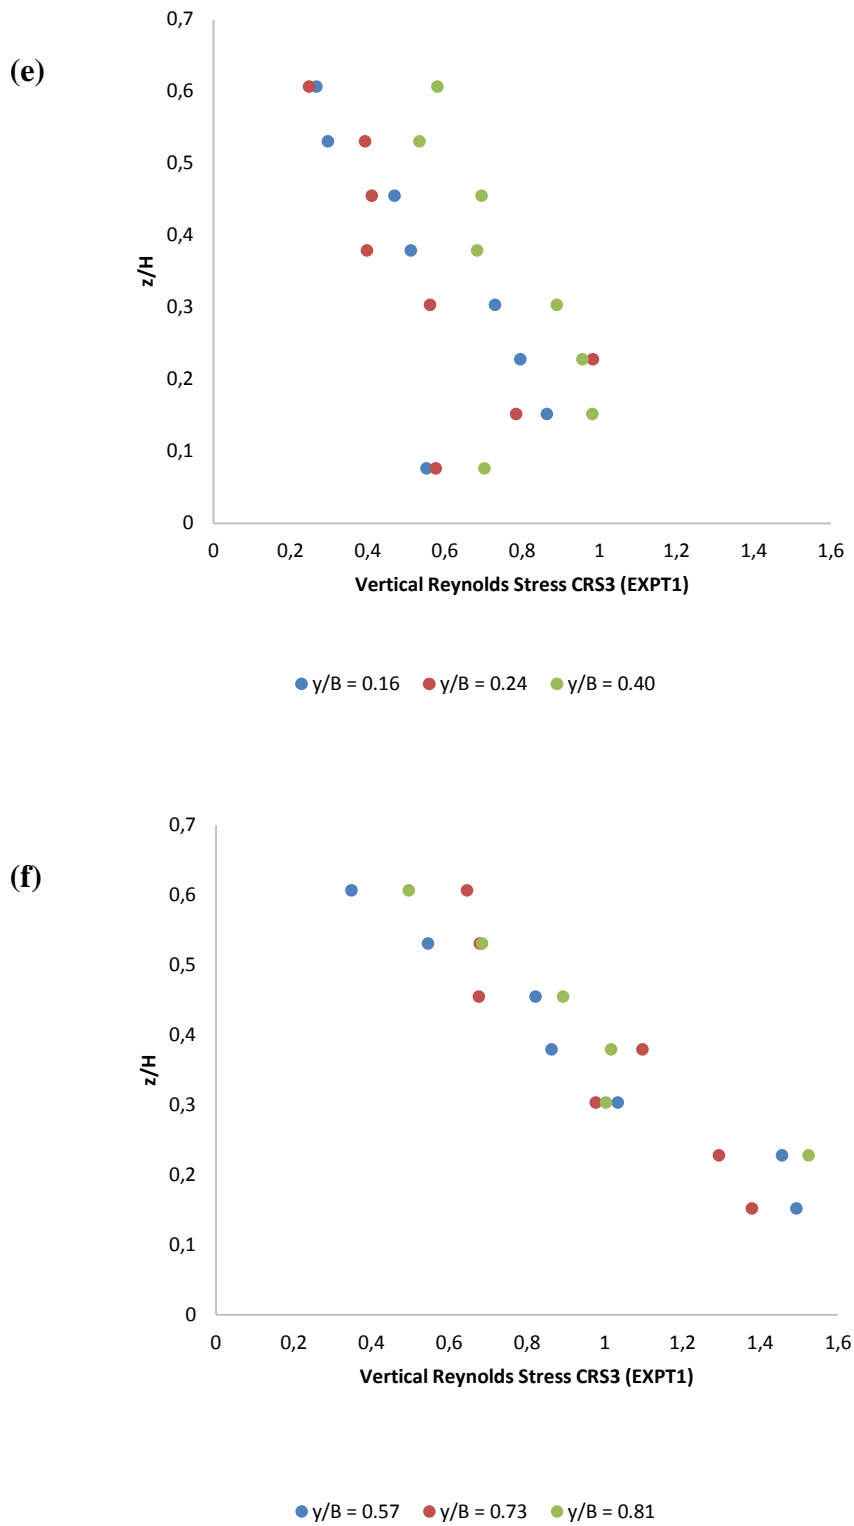 (e)
0,7
0,6
0,5
0,4
0,3
0,2
0,1
0
z/H
0 0,2 0,4 0,6 0,8 1 1,2 1,4 1,6
Vertical Reynolds Stress CRS3 (EXPT1)
y/B = 0.16 y/B = 0.24 y/B = 0.40
(f)
0,7
0,6
0,5
0,4
0,3
0,2
0,1
0
z/H
0 0,2 0,4 0,6 0,8 1 1,2 1,4 1,6
Vertical Reynolds Stress CRS3 (EXPT1)
y/B = 0.57 y/B = 0.73 y/B = 0.81